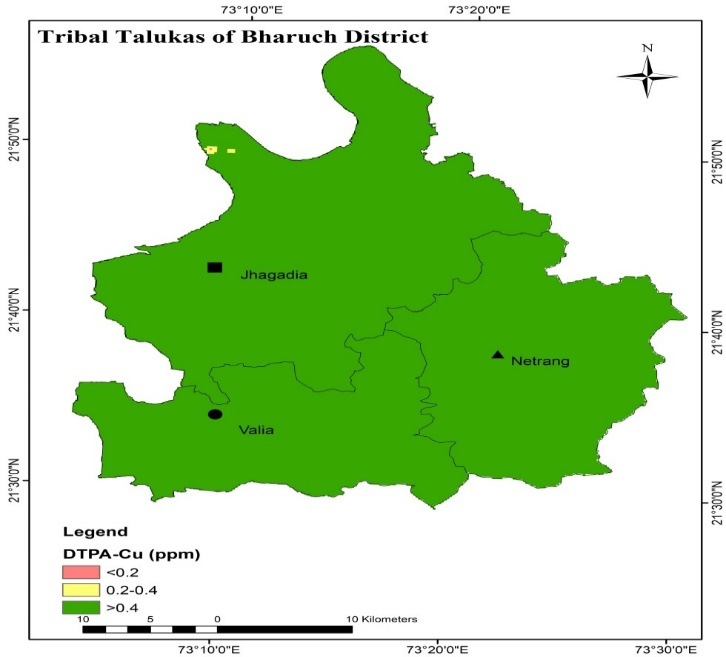 73°10'0"E 73°20'0"E
Tribal Talukas of Bharuch District
N
21°50'0"N 21°50'0"N
Jhagadia
21°40'0"N 21°40'0"N
Netrang
Valia
21°30'0"N 21°30'0"N
Legend
DTPA-Cu (ppm)
<0.2
0.2-0.4
>0.4
10 5 0 10 Kilometers
73°10'0"E 73°20'0"E 73°30'0"E